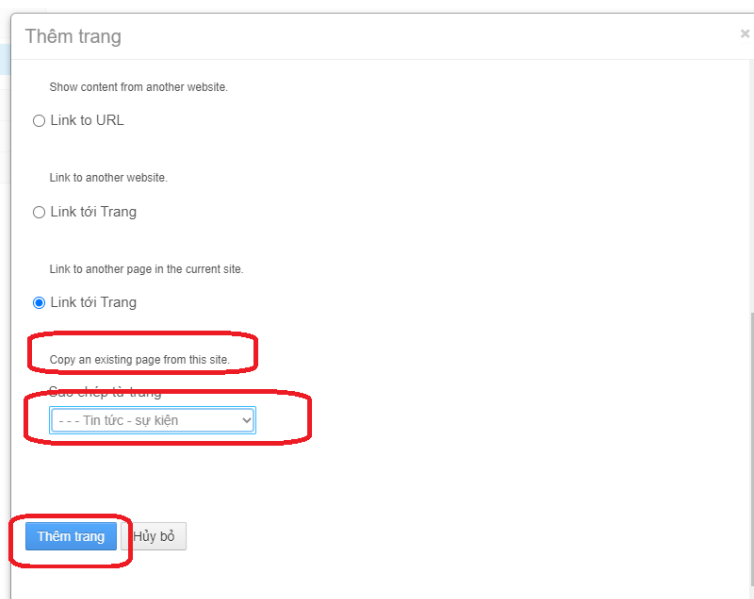 Thêm trang ×
Show content from another website.
Link to URL
Link to another website.
Link tới Trang
Link to another page in the current site.
Link tới Trang
Copy an existing page from this site.
Sao chép từ trang
- - - Tin tức - sự kiện
Thêm trang Hủy bỏ